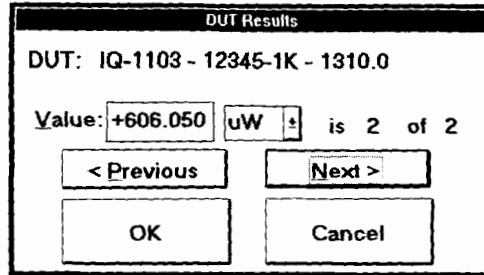 DUT Results
DUT: IQ-1103 - 12345-1K - 1310.0
Value: +606.050 uW is 2 of 2
< Previous Next >
OK Cancel